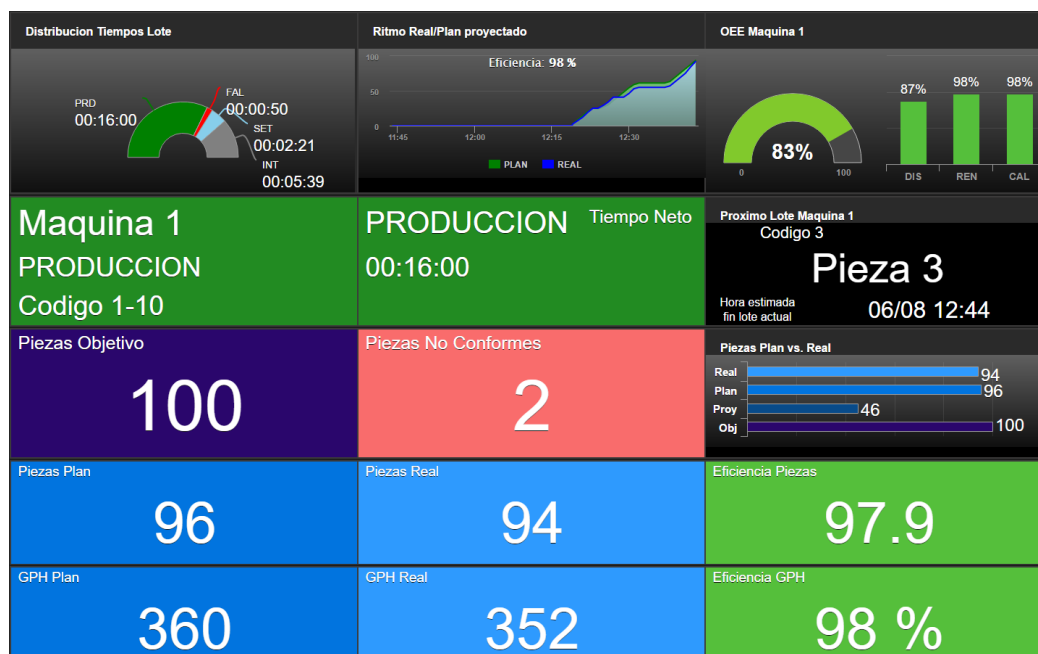 Distribucion Tiempos Lote
PRD
00:16:00
FAL
00:00:50
SET
00:02:21
INT
00:05:39
Ritmo Real/Plan proyectado
Eficiencia: 98 %
100
50
0
11:45 12:00 12:15 12:30
PLAN REAL
OEE Maquina 1
83%
0 100
87% 98% 98%
DIS REN CAL
Maquina 1
PRODUCCION
Codigo 1-10
PRODUCCION Tiempo Neto
00:16:00
Proximo Lote Maquina 1
Codigo 3
Pieza 3
Hora estimada
fin lote actual
06/08 12:44
Piezas Objetivo
100
Piezas No Conformes
2
Piezas Plan vs. Real
Real 94
Plan 96
Proy 46
Obj 100
Piezas Plan
96
Piezas Real
94
Eficiencia Piezas
97.9
GPH Plan
360
GPH Real
352
Eficiencia GPH
98 %